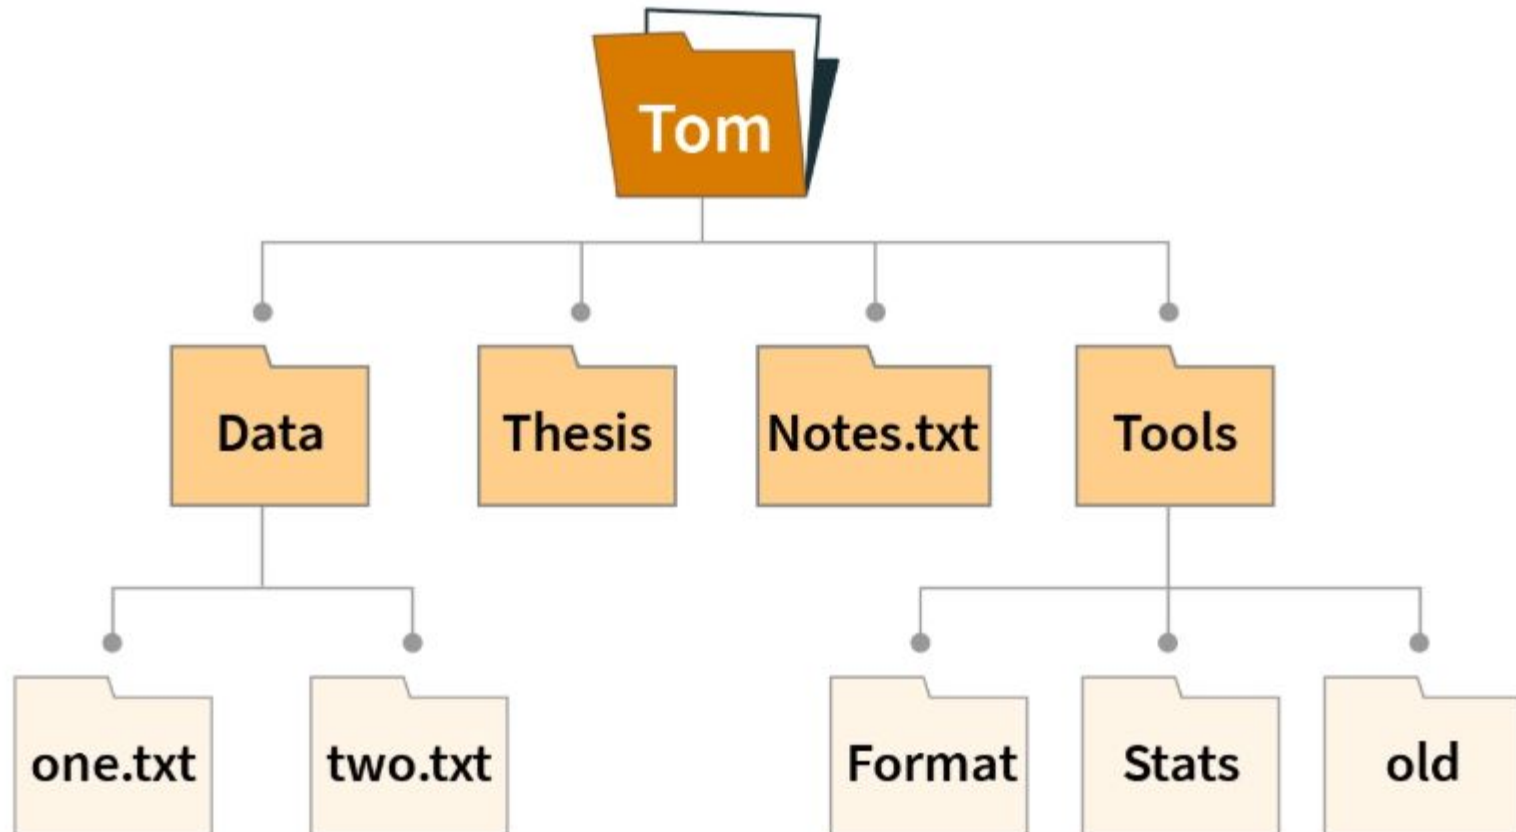 Tom
Data
Thesis
Notes.txt
Tools
one.txt
two.txt
Format
Stats
old